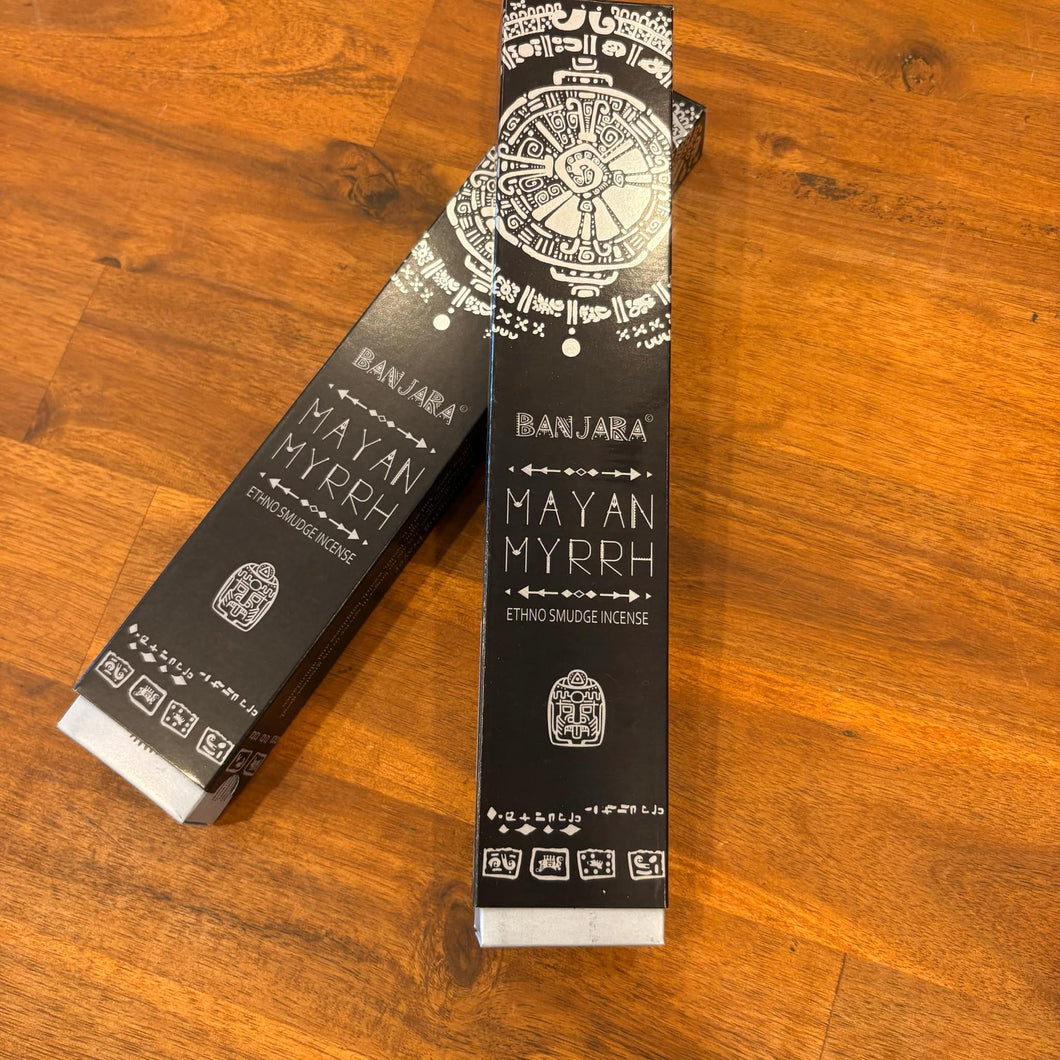 BANJARA©
MAYAN
MYRRH
ETHNO SMUDGE INCENSE
BANJARA©
MAYAN
MYRRH
ETHNO SMUDGE INCENSE